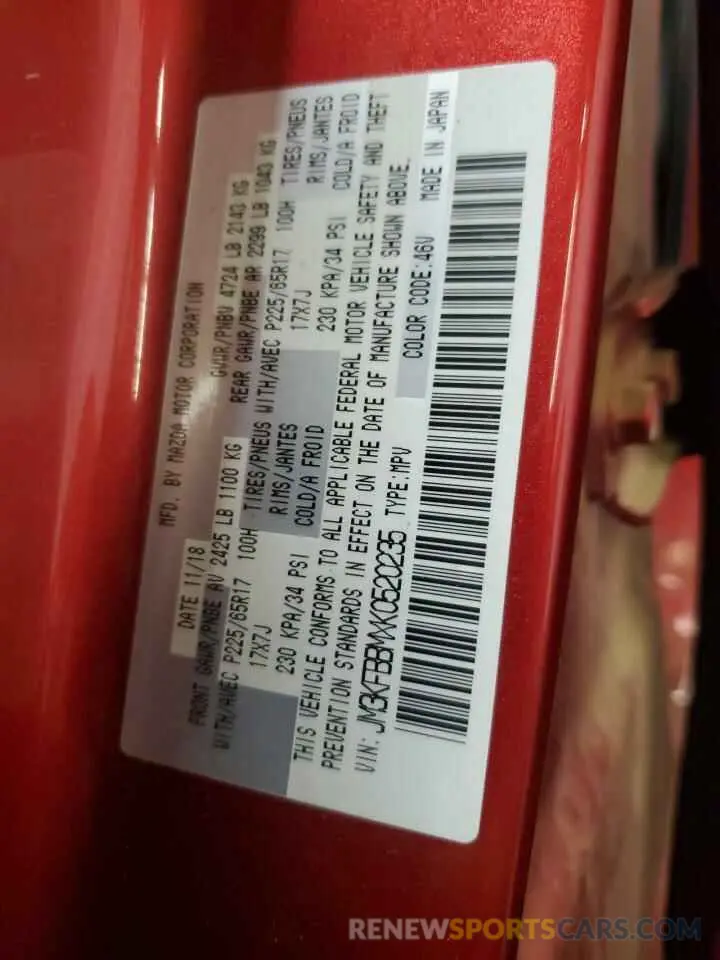 MFD. BY MAZDA MOTOR CORPORATION
DATE 11/18 GVWR/PNBV 4724 LB 2143 KG
FRONT GAWR/PNBE AV 2425 LB 1100 KG REAR GAWR/PNBE AR 2299 LB 1043 KG
WITH/AVEC P225/65R17 100H TIRES/PNEUS WITH/AVEC P225/65R17 100H TIRES/PNEUS
17X7J RIMS/JANTES 17X7J RIMS/JANTES
230 KPA/34 PSI COLD/A FROID 230 KPA/34 PSI COLD/A FROID
THIS VEHICLE CONFORMS TO ALL APPLICABLE FEDERAL MOTOR VEHICLE SAFETY AND THEFT
PREVENTION STANDARDS IN EFFECT ON THE DATE OF MANUFACTURE SHOWN ABOVE.
COLOR CODE:46V MADE IN JAPAN
VIN: JM3KFBBMXK0520235 TYPE:MPV
RENEWSPORTSCARS.COM